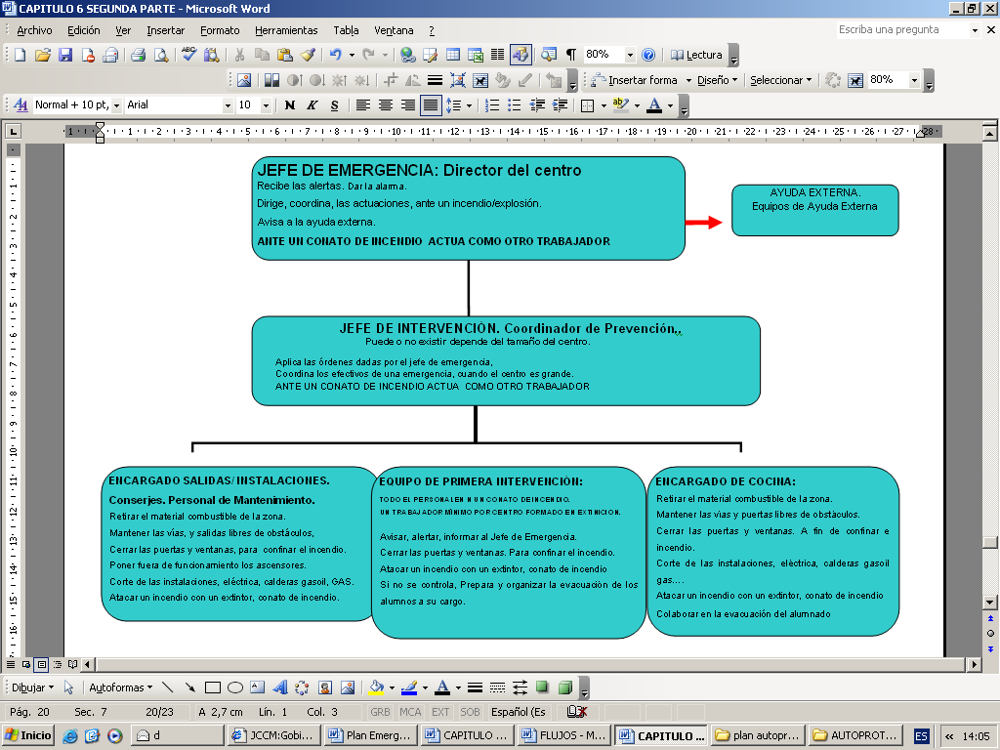 CAPITULO 6 SEGUNDA PARTE - Microsoft Word
Archivo Edición Ver Insertar Formato Herramientas Tabla Ventana ? Escriba una pregunta
80% Lectura
Insertar forma Diseño Seleccionar 80%
Normal + 10 pt, Arial 10 N K S
JEFE DE EMERGENCIA: Director del centro
Recibe las alertas. Dar la alarma.
Dirige, coordina, las actuaciones, ante un incendio/explosión.
Avisa a la ayuda externa.
ANTE UN CONATO DE INCENDIO ACTUA COMO OTRO TRABAJADOR
AYUDA EXTERNA.
Equipos de Ayuda Externa
JEFE DE INTERVENCIÓN. Coordinador de Prevención..
Puede o no existir depende del tamaño del centro.
Aplica las órdenes dadas por el jefe de emergencia,
Coordina los efectivos de una emergencia, cuando el centro es grande.
ANTE UN CONATO DE INCENDIO ACTUA COMO OTRO TRABAJADOR
ENCARGADO SALIDAS/ INSTALACIONES.
Conserjes. Personal de Mantenimiento.
Retirar el material combustible de la zona.
Mantener las vías, y salidas libres de obstáculos,
Cerrar las puertas y ventanas, para confinar el incendio.
Poner fuera de funcionamiento los ascensores.
Corte de las instalaciones, eléctrica, calderas gasoil, GAS.
Atacar un incendio con un extintor, conato de incendio.
EQUIPO DE PRIMERA INTERVENCIÓN:
TODO EL PERSONAL EN N UN CONATO DE INCENDIO.
UN TRABAJADOR MÍNIMO POR CENTRO FORMADO EN EXTINCION.
Avisar, alertar, informar al Jefe de Emergencia.
Cerrar las puertas y ventanas. Para confinar el incendio.
Atacar un incendio con un extintor, conato de incendio
Si no se controla, Prepara y organizar la evacuación de los
alumnos a su cargo.
ENCARGADO DE COCINA:
Retirar el material combustible de la zona.
Mantener las vías y puertas libres de obstáculos.
Cerrar las puertas y ventanas. A fin de confinar e
incendio.
Corte de las instalaciones, eléctrica, calderas gasoil
gas....
Atacar un incendio con un extintor, conato de incendio
Colaborar en la evacuación del alumnado
Dibujar Autoformas
Pág. 20 Sec. 7 20/23 A 2,7 cm Lín. 1 Col. 3 GRB MCA EXT SOB Español (Es
Inicio d JCCM:Gobi... Plan Emerg... CAPITULO ... FLUJOS - M... CAPITULO ... plan autopr... AUTOPROT... ES « 14:05